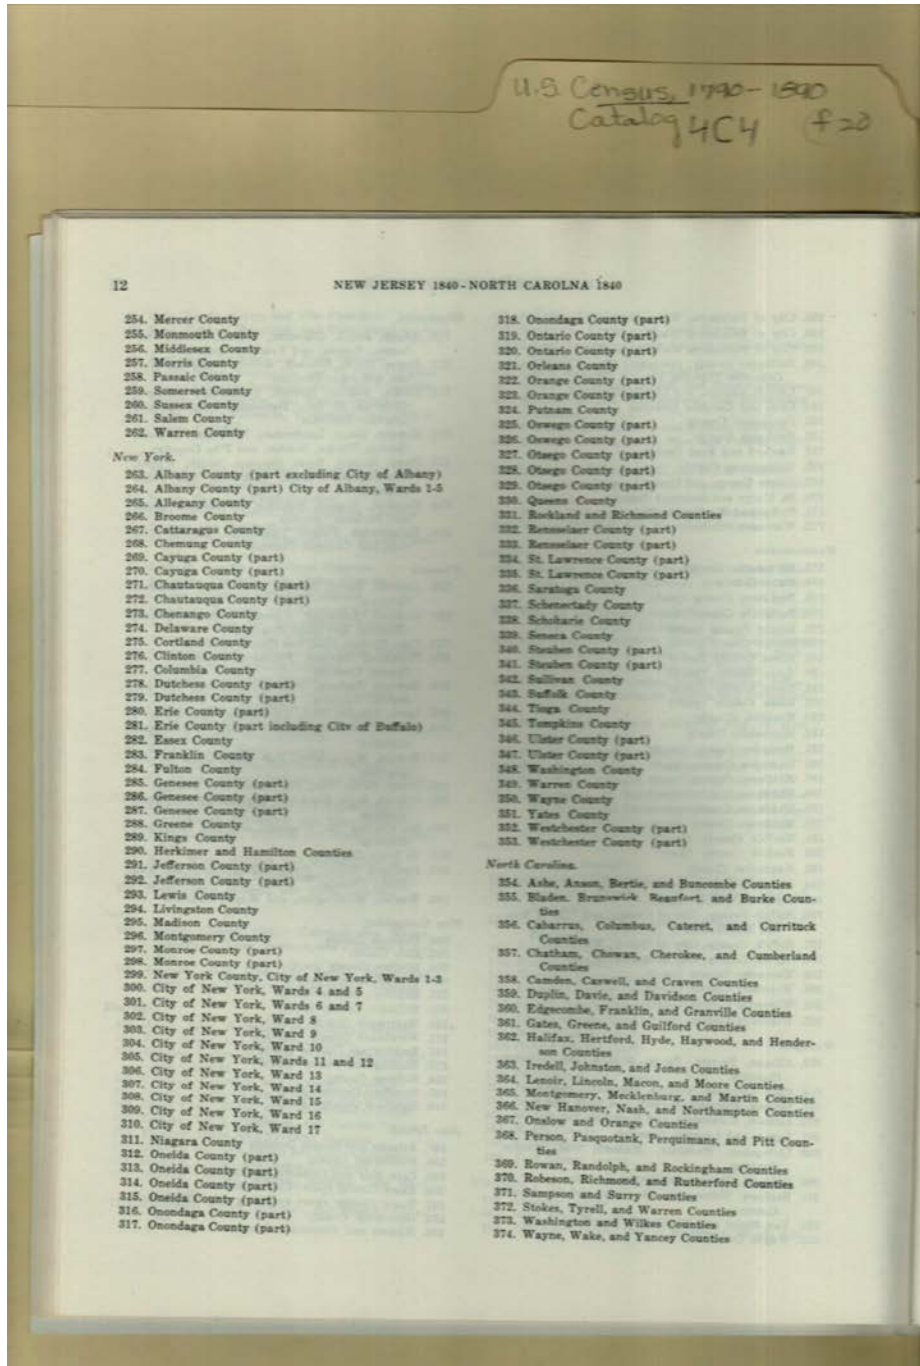 U.S. Census, 1790-1890
Catalog 4C4 f20
12 NEW JERSEY 1840-NORTH CAROLNA 1840
254. Mercer County
255. Monmouth County
256. Middlesex County
257. Morris County
258. Passaic County
259. Somerset County
260. Sussex County
261. Salem County
262. Warren County
New York.
263. Albany County (part excluding City of Albany)
264. Albany County (part) City of Albany, Wards 1-5
265. Allegany County
266. Broome County
267. Cattaragus County
268. Chemung County
269. Cayuga County (part)
270. Cayuga County (part)
271. Chautauqua County (part)
272. Chautauqua County (part)
273. Chenango County
274. Delaware County
275. Cortland County
276. Clinton County
277. Columbia County
278. Dutchess County (part)
279. Dutchess County (part)
280. Erie County (part)
281. Erie County (part including City of Buffalo)
282. Essex County
283. Franklin County
284. Fulton County
285. Genesee County (part)
286. Genesee County (part)
287. Genesee County (part)
288. Greene County
289. Kings County
290. Herkimer and Hamilton Counties
291. Jefferson County (part)
292. Jefferson County (part)
293. Lewis County
294. Livingston County
295. Madison County
296. Montgomery County
297. Monroe County (part)
298. Monroe County (part)
299. New York County, City of New York, Wards 1-3
300. City of New York, Wards 4 and 5
301. City of New York, Wards 6 and 7
302. City of New York, Ward 8
303. City of New York, Ward 9
304. City of New York, Ward 10
305. City of New York, Wards 11 and 12
306. City of New York, Ward 13
307. City of New York, Ward 14
308. City of New York, Ward 15
309. City of New York, Ward 16
310. City of New York, Ward 17
311. Niagara County
312. Oneida County (part)
313. Oneida County (part)
314. Oneida County (part)
315. Oneida County (part)
316. Onondaga County (part)
317. Onondaga County (part)
318. Onondaga County (part)
319. Ontario County (part)
320. Ontario County (part)
321. Orleans County
322. Orange County (part)
323. Orange County (part)
324. Putnam County
325. Oswego County (part)
326. Oswego County (part)
327. Otsego County (part)
328. Otsego County (part)
329. Otsego County (part)
330. Queens County
331. Rockland and Richmond Counties
332. Rensselaer County (part)
333. Rensselaer County (part)
334. St. Lawrence County (part)
335. St. Lawrence County (part)
336. Saratoga County
337. Schenectady County
338. Schoharie County
339. Seneca County
340. Steuben County (part)
341. Steuben County (part)
342. Sullivan County
343. Suffolk County
344. Tioga County
345. Tompkins County
346. Ulster County (part)
347. Ulster County (part)
348. Washington County
349. Warren County
350. Wayne County
351. Yates County
352. Westchester County (part)
353. Westchester County (part)
North Carolina.
354. Ashe, Anson, Bertie, and Buncombe Counties
355. Bladen, Brunswick, Beaufort, and Burke Coun-
ties
356. Cabarrus, Columbus, Cateret, and Currituck
Counties
357. Chatham, Chowan, Cherokee, and Cumberland
Counties
358. Camden, Caswell, and Craven Counties
359. Duplin, Davie, and Davidson Counties
360. Edgecombe, Franklin, and Granville Counties
361. Gates, Greene, and Guilford Counties
362. Halifax, Hertford, Hyde, Haywood, and Hender-
son Counties
363. Iredell, Johnston, and Jones Counties
364. Lenoir, Lincoln, Macon, and Moore Counties
365. Montgomery, Mecklenburg, and Martin Counties
366. New Hanover, Nash, and Northampton Counties
367. Onslow and Orange Counties
368. Person, Pasquotank, Perquimans, and Pitt Coun-
ties
369. Rowan, Randolph, and Rockingham Counties
370. Robeson, Richmond, and Rutherford Counties
371. Sampson and Surry Counties
372. Stokes, Tyrell, and Warren Counties
373. Washington and Wilkes Counties
374. Wayne, Wake, and Yancey Counties